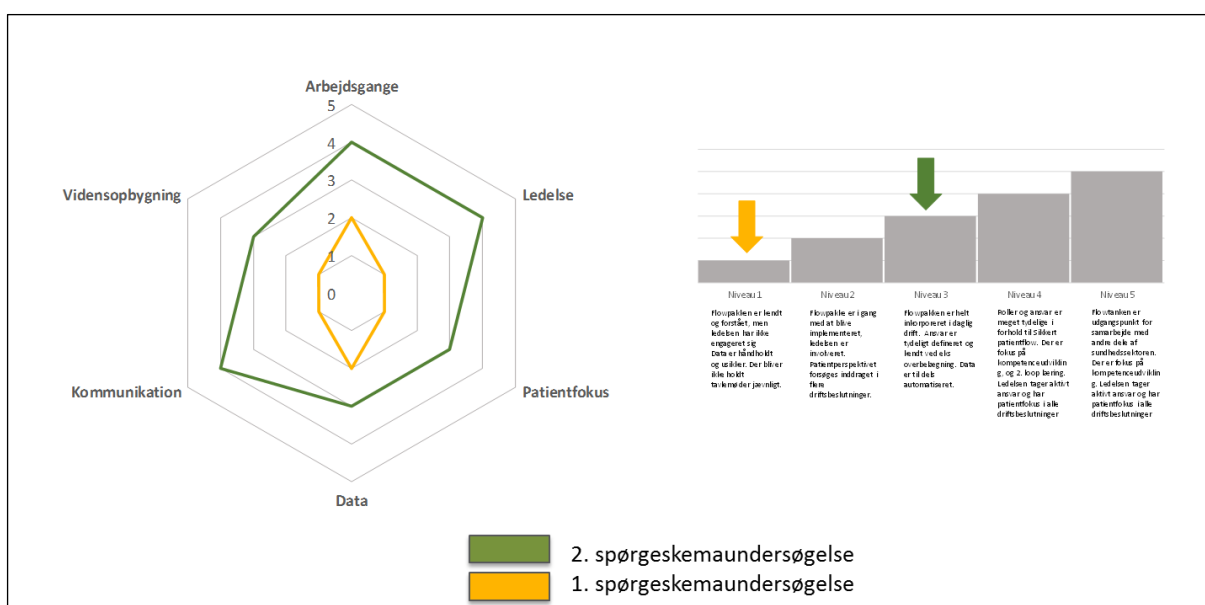 Arbejdsgange
5
4
3
2
1
0
Ledelse
Patientfokus
Data
Kommunikation
Vidensopbygning
Niveau 1
Flowpakken er kendt
og forstået, men
ledelsen har ikke
engageret sig
Data er håndholdt
og usikker. Der bliver
ikke holdt
tavlemøder jævnligt.
Niveau 2
Flowpakke er i gang
med at blive
implementeret,
ledelsen er
involveret.
Patientperspektivet
forsøges inddraget i
flere
driftsbeslutninger.
Niveau 3
Flowpakken er helt
inkorporeret i daglig
drift. Ansvar er
tydeligt defineret og
kendt ved eks
overbelægning. Data
er til dels
automatiseret.
Niveau 4
Roller og ansvar er
meget tydelige i
forhold til Sikkert
patientflow. Der er
fokus på
kompetenceudviklin
g, og 2. loop læring.
Ledelsen tager aktivt
ansvar og har
patientfokus i alle
driftsbeslutninger
Niveau 5
Flowtanken er
udgangspunkt for
samarbejde med
andre dele af
sundhedssektoren.
Der er fokus på
kompetenceudviklin
g. Ledelsen tager
aktivt ansvar og har
patientfokus i alle
driftsbeslutninger
2. spørgeskemaundersøgelse
1. spørgeskemaundersøgelse